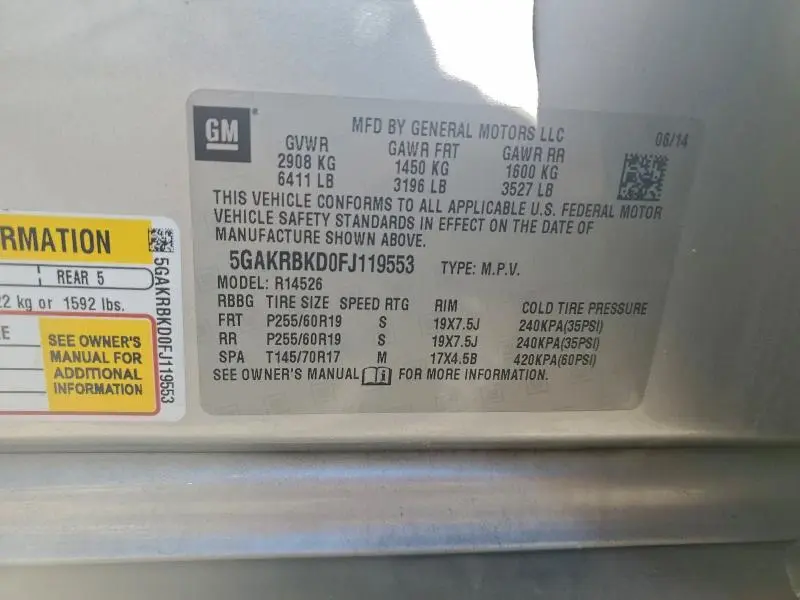 GM
MFD BY GENERAL MOTORS LLC 06/14
GVWR GAWR FRT GAWR RR
2908 KG 1450 KG 1600 KG
6411 LB 3196 LB 3527 LB
THIS VEHICLE CONFORMS TO ALL APPLICABLE U.S. FEDERAL MOTOR
VEHICLE SAFETY STANDARDS IN EFFECT ON THE DATE OF
MANUFACTURE SHOWN ABOVE.
5GAKRBKD0FJ119553 TYPE: M.P.V.
MODEL: R14526
RBBG TIRE SIZE SPEED RTG RIM COLD TIRE PRESSURE
FRT P255/60R19 S 19X7.5J 240KPA(35PSI)
RR P255/60R19 S 19X7.5J 240KPA(35PSI)
SPA T145/70R17 M 17X4.5B 420KPA(60PSI)
SEE OWNER'S MANUAL FOR MORE INFORMATION.
RMATION
REAR 5
22 kg or 1592 lbs.
SEE OWNER'S
MANUAL FOR
ADDITIONAL
INFORMATION
5GAKRBKD0FJ119553